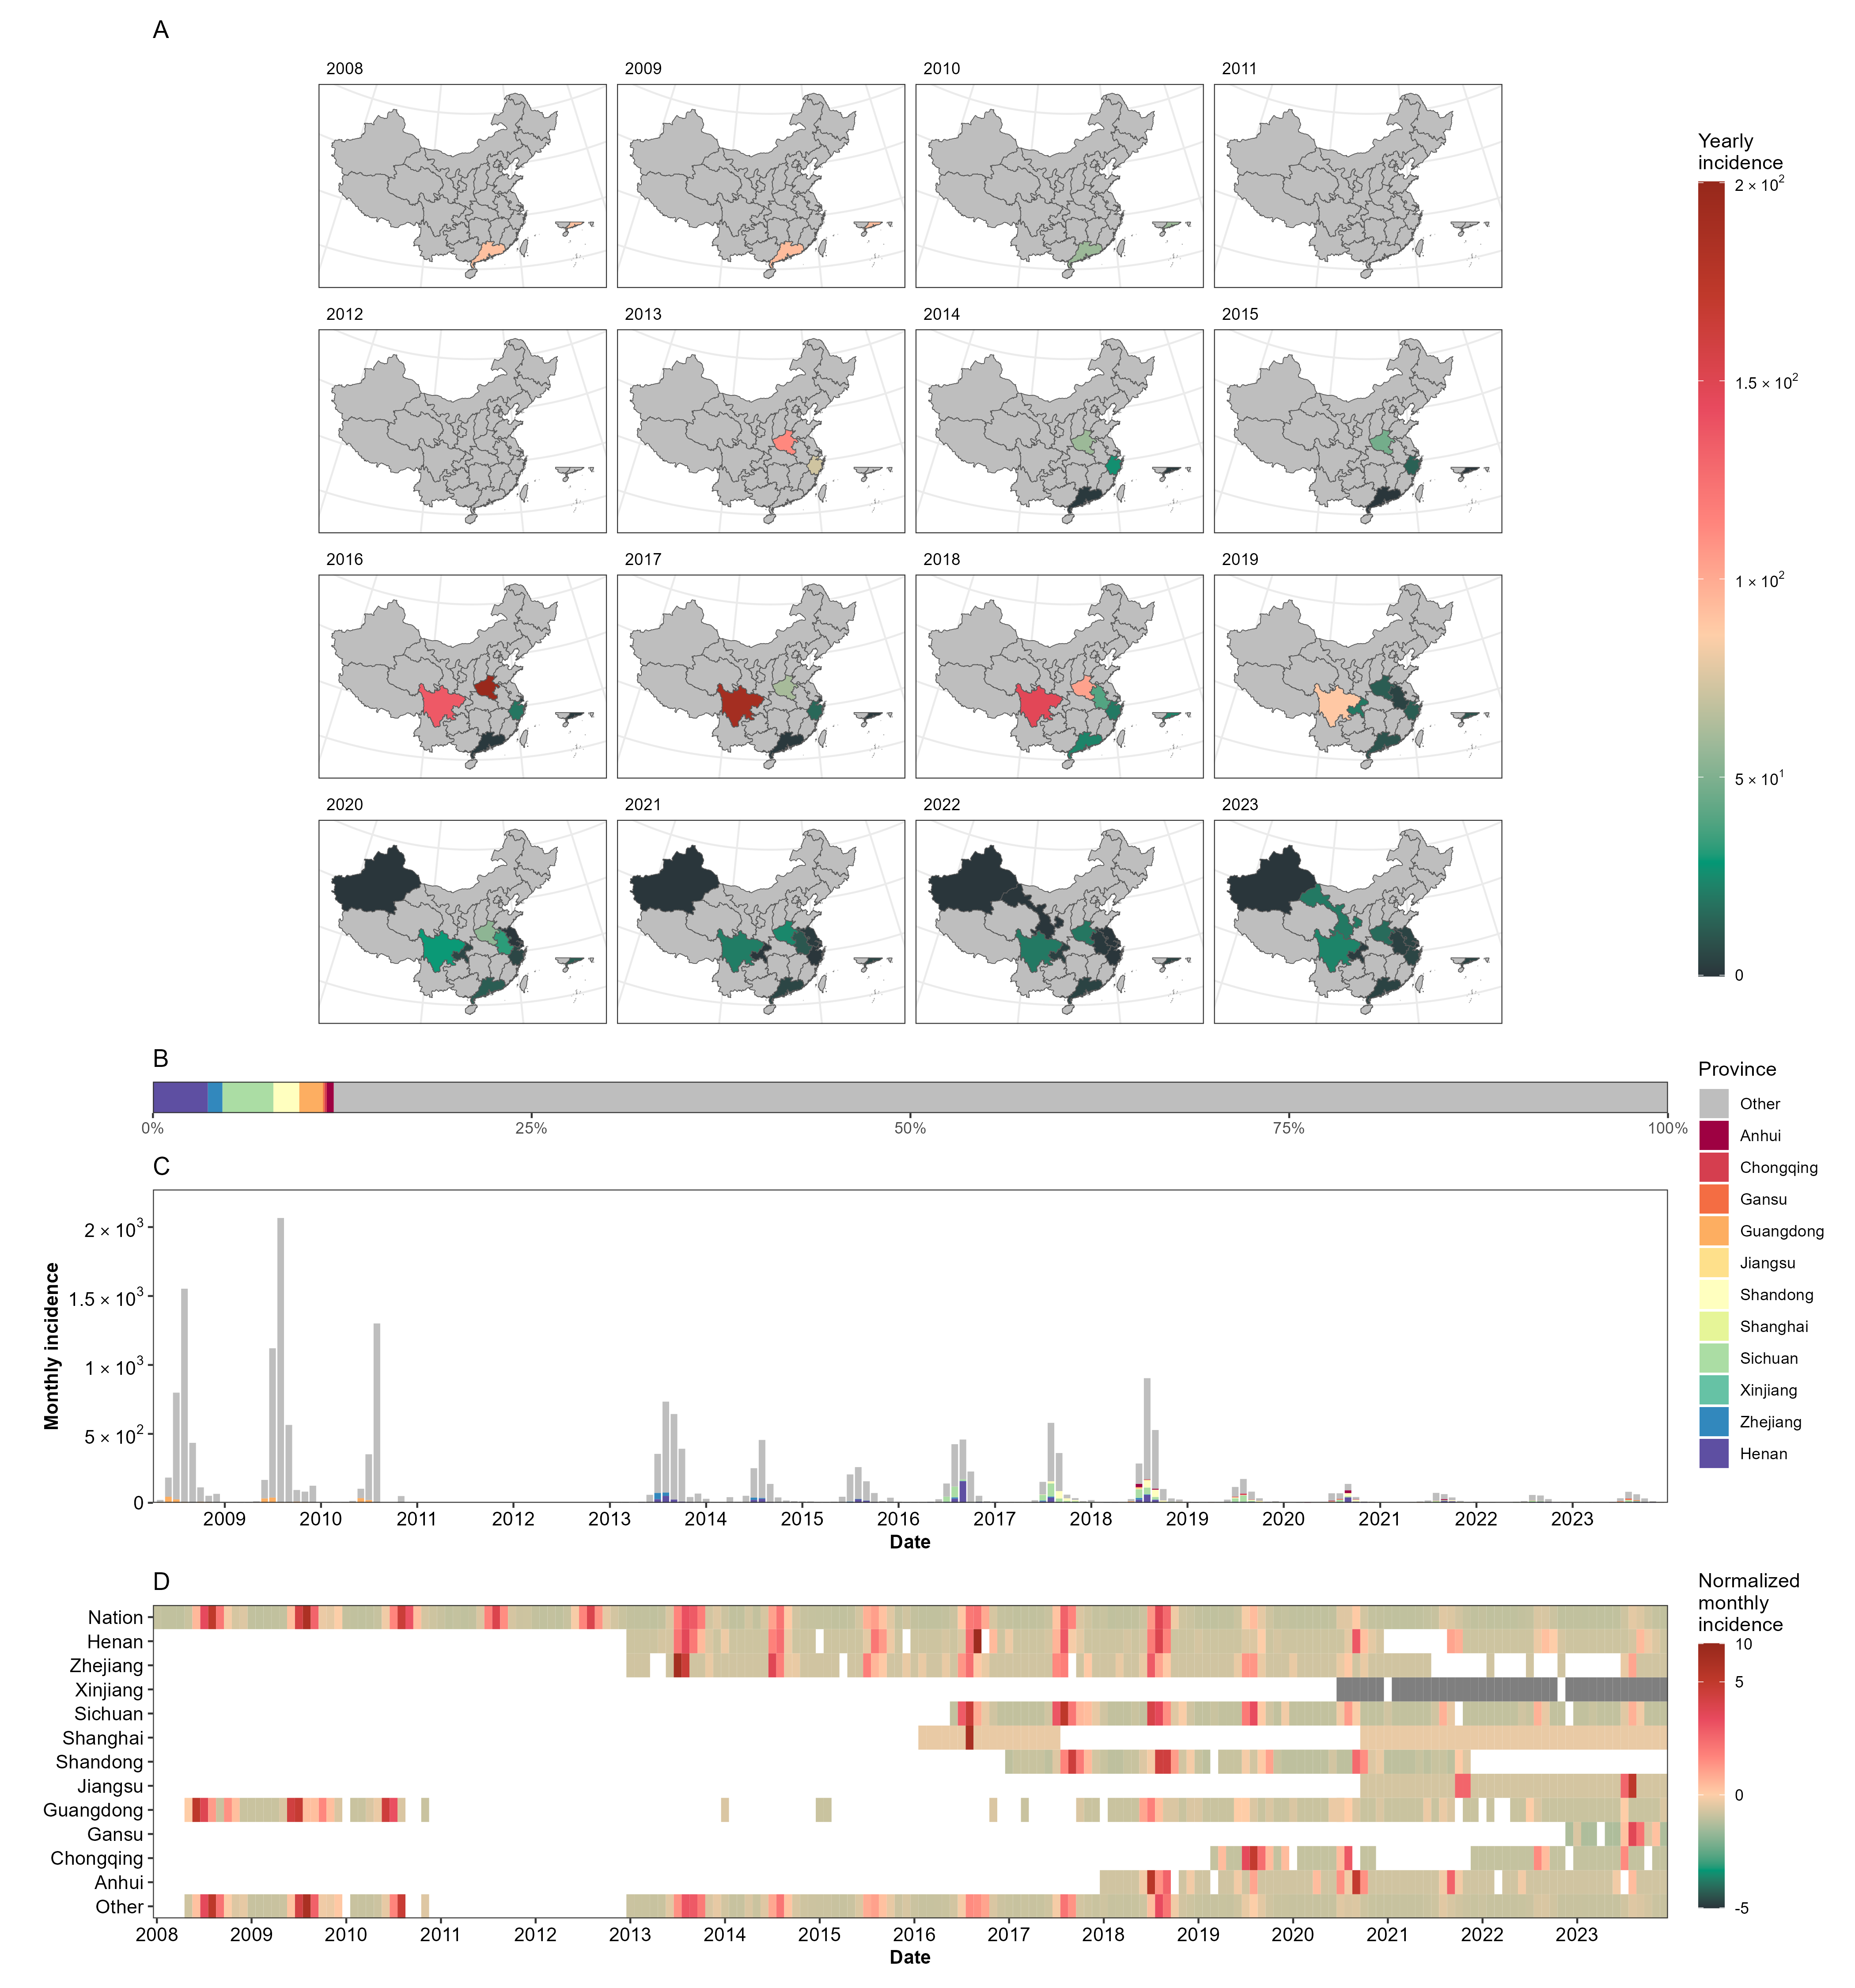 A
2008
2009
2010
2011
2012
2013
2014
2015
2016
2017
2018
2019
2020
2021
2022
2023
Yearly
incidence
2 × 10²
1.5 × 10²
1 × 10²
5 × 10¹
0
B
0%
25%
50%
75%
100%
Province
Other
Anhui
Chongqing
Gansu
Guangdong
Jiangsu
Shandong
Shanghai
Sichuan
Xinjiang
Zhejiang
Henan
C
Monthly incidence
2 × 10³
1.5 × 10³
1 × 10³
5 × 10²
0
2009
2010
2011
2012
2013
2014
2015
2016
2017
2018
2019
2020
2021
2022
2023
Date
D
Nation
Henan
Zhejiang
Xinjiang
Sichuan
Shanghai
Shandong
Jiangsu
Guangdong
Gansu
Chongqing
Anhui
Other
2008
2009
2010
2011
2012
2013
2014
2015
2016
2017
2018
2019
2020
2021
2022
2023
Date
Normalized
monthly
incidence
10
5
0
-5